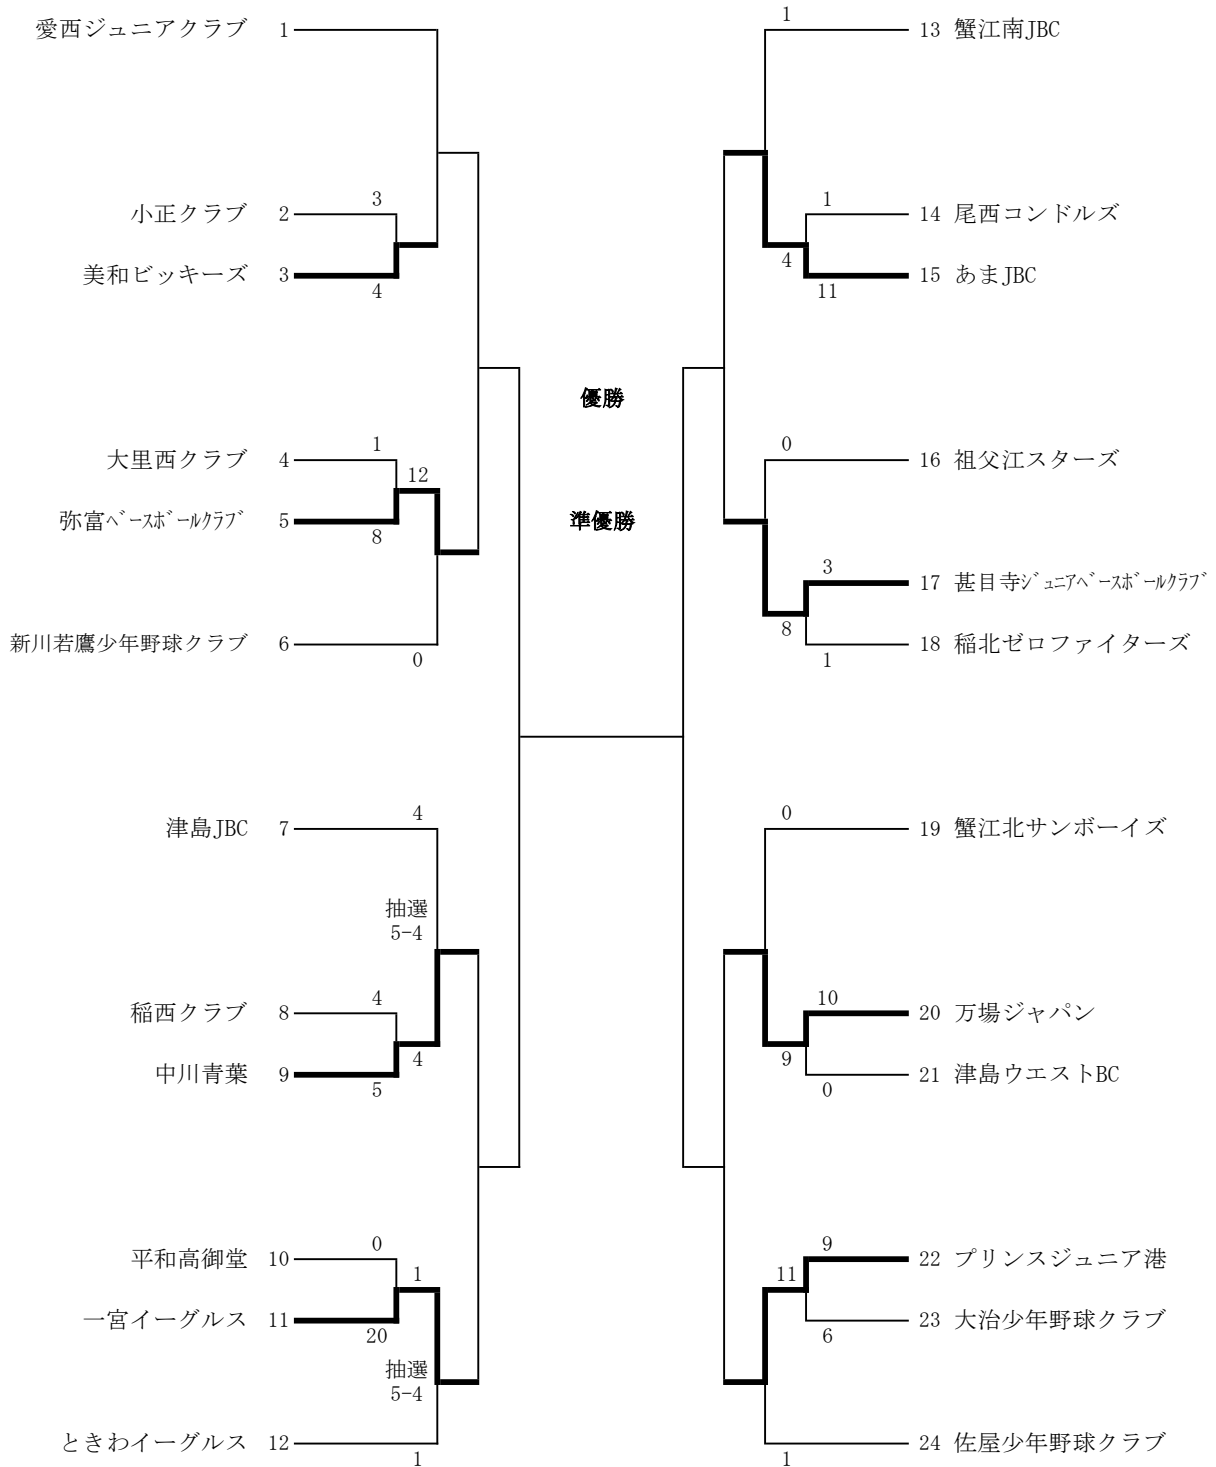 愛西ジュニアクラブ 1
1
13 蟹江南JBC
小正クラブ 2
3
1
14 尾西コンドルズ
美和ビッキーズ 3
4
4
11
15 あまJBC
優勝
大里西クラブ 4
1
12
0
16 祖父江スターズ
弥富ﾍﾞｰｽﾎﾞｰﾙｸﾗﾌﾞ 5
8
準優勝
3
17 甚目寺ｼﾞｭﾆｱﾍﾞｰｽﾎﾞｰﾙｸﾗﾌﾞ
新川若鷹少年野球クラブ 6
0
8
1
18 稲北ゼロファイターズ
津島JBC 7
4
0
19 蟹江北サンボーイズ
抽選
5-4
稲西クラブ 8
4
10
20 万場ジャパン
中川青葉 9
4
5
9
0
21 津島ウエストBC
平和高御堂 10
0
1
9
11
22 プリンスジュニア港
一宮イーグルス 11
20
6
23 大治少年野球クラブ
抽選
5-4
ときわイーグルス 12
1
1
24 佐屋少年野球クラブ